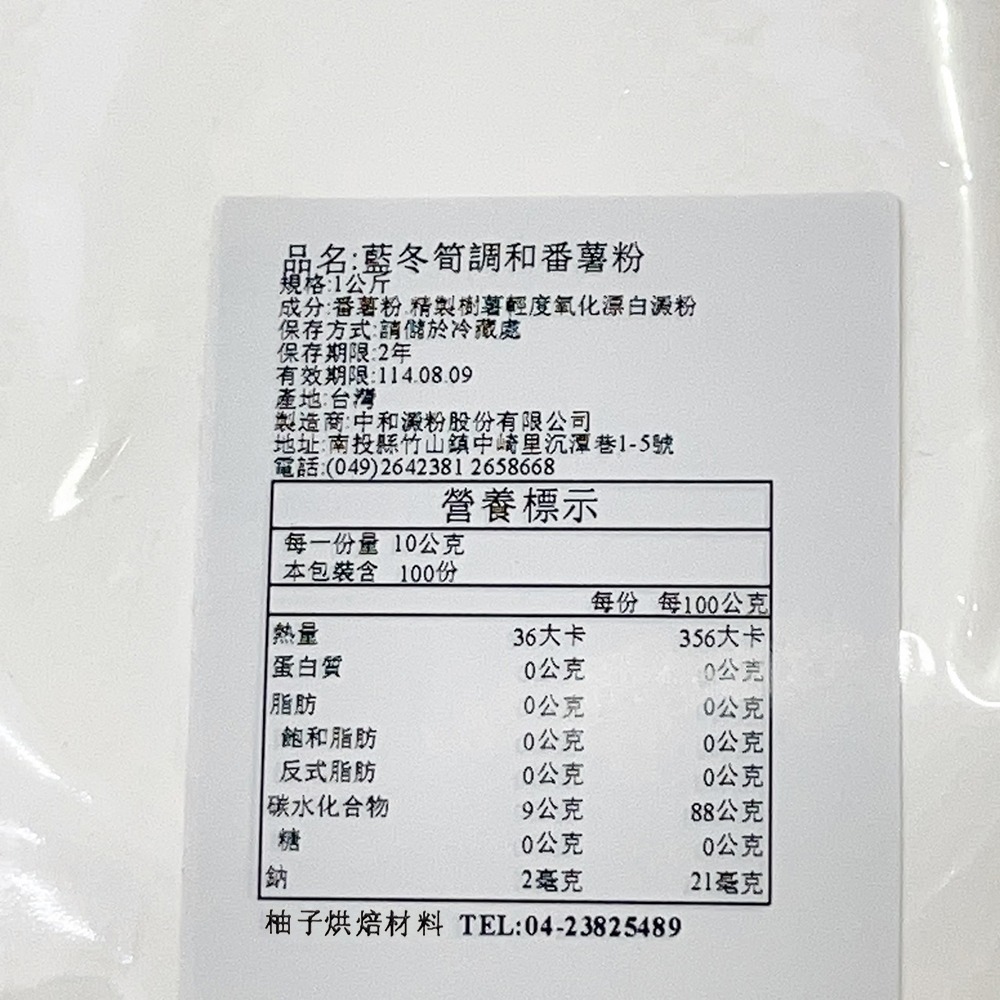 品名:藍冬筍調和番薯粉
規格:1公斤
成分:番薯粉.精製樹薯輕度氧化漂白澱粉
保存方式:請儲於冷藏處
保存期限:2年
有效期限:114.08.09
產地:台灣
製造商:中和澱粉股份有限公司
地址:南投縣竹山鎮中崎里沉潭巷1-5號
電話:(049)2642381 2658668
營養標示
每一份量 10公克
本包裝含 100份
每份 每100公克
熱量 36大卡 356大卡
蛋白質 0公克 0公克
脂肪 0公克 0公克
飽和脂肪 0公克 0公克
反式脂肪 0公克 0公克
碳水化合物 9公克 88公克
糖 0公克 0公克
鈉 2毫克 21毫克
柚子烘焙材料 TEL:04-23825489